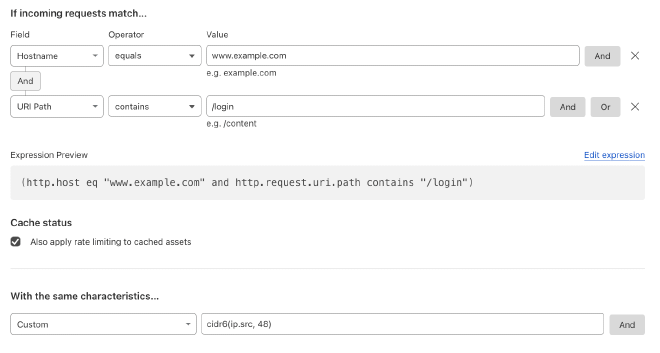 If incoming requests match...
Field Operator Value
Hostname equals www.example.com And
e.g. example.com
And
URI Path contains /login And Or
e.g. /content
Expression Preview Edit expression
(http.host eq "www.example.com" and http.request.uri.path contains "/login")
Cache status
Also apply rate limiting to cached assets
With the same characteristics...
Custom cidr6(ip.src, 48) And